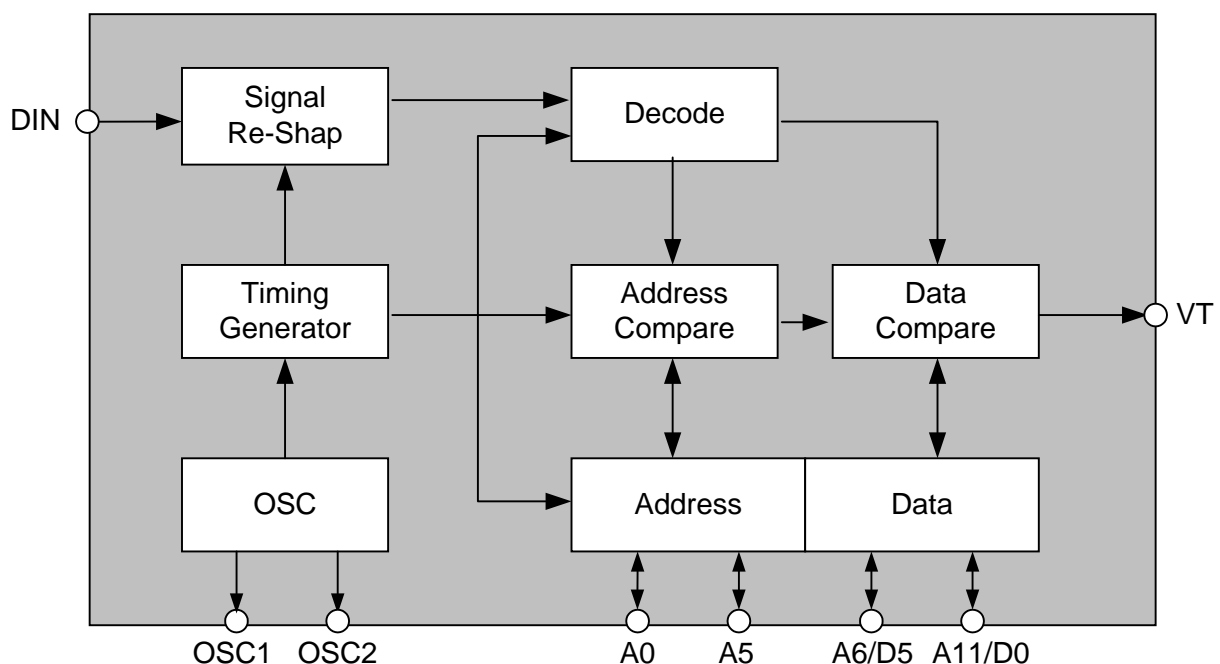 DIN
Signal
Re-Shap
Decode
Timing
Generator
Address
Compare
Data
Compare
VT
OSC
Address
Data
OSC1
OSC2
A0
A5
A6/D5
A11/D0